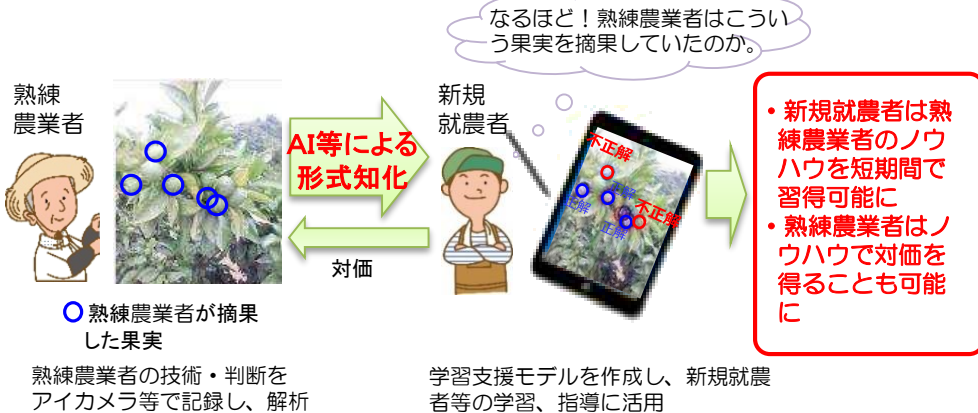 なるほど！熟練農業者はこうい
う果実を摘果していたのか。
熟練
農業者
AI等による
形式知化
対価
新規
就農者
不正解
正解
正解
不正解
正解
・新規就農者は熟
練農業者のノウ
ハウを短期間で
習得可能に
・熟練農業者はノ
ウハウで対価を
得ることも可能
に
熟練農業者が摘果
した果実
熟練農業者の技術・判断を
アイカメラ等で記録し、解析
学習支援モデルを作成し、新規就農
者等の学習、指導に活用